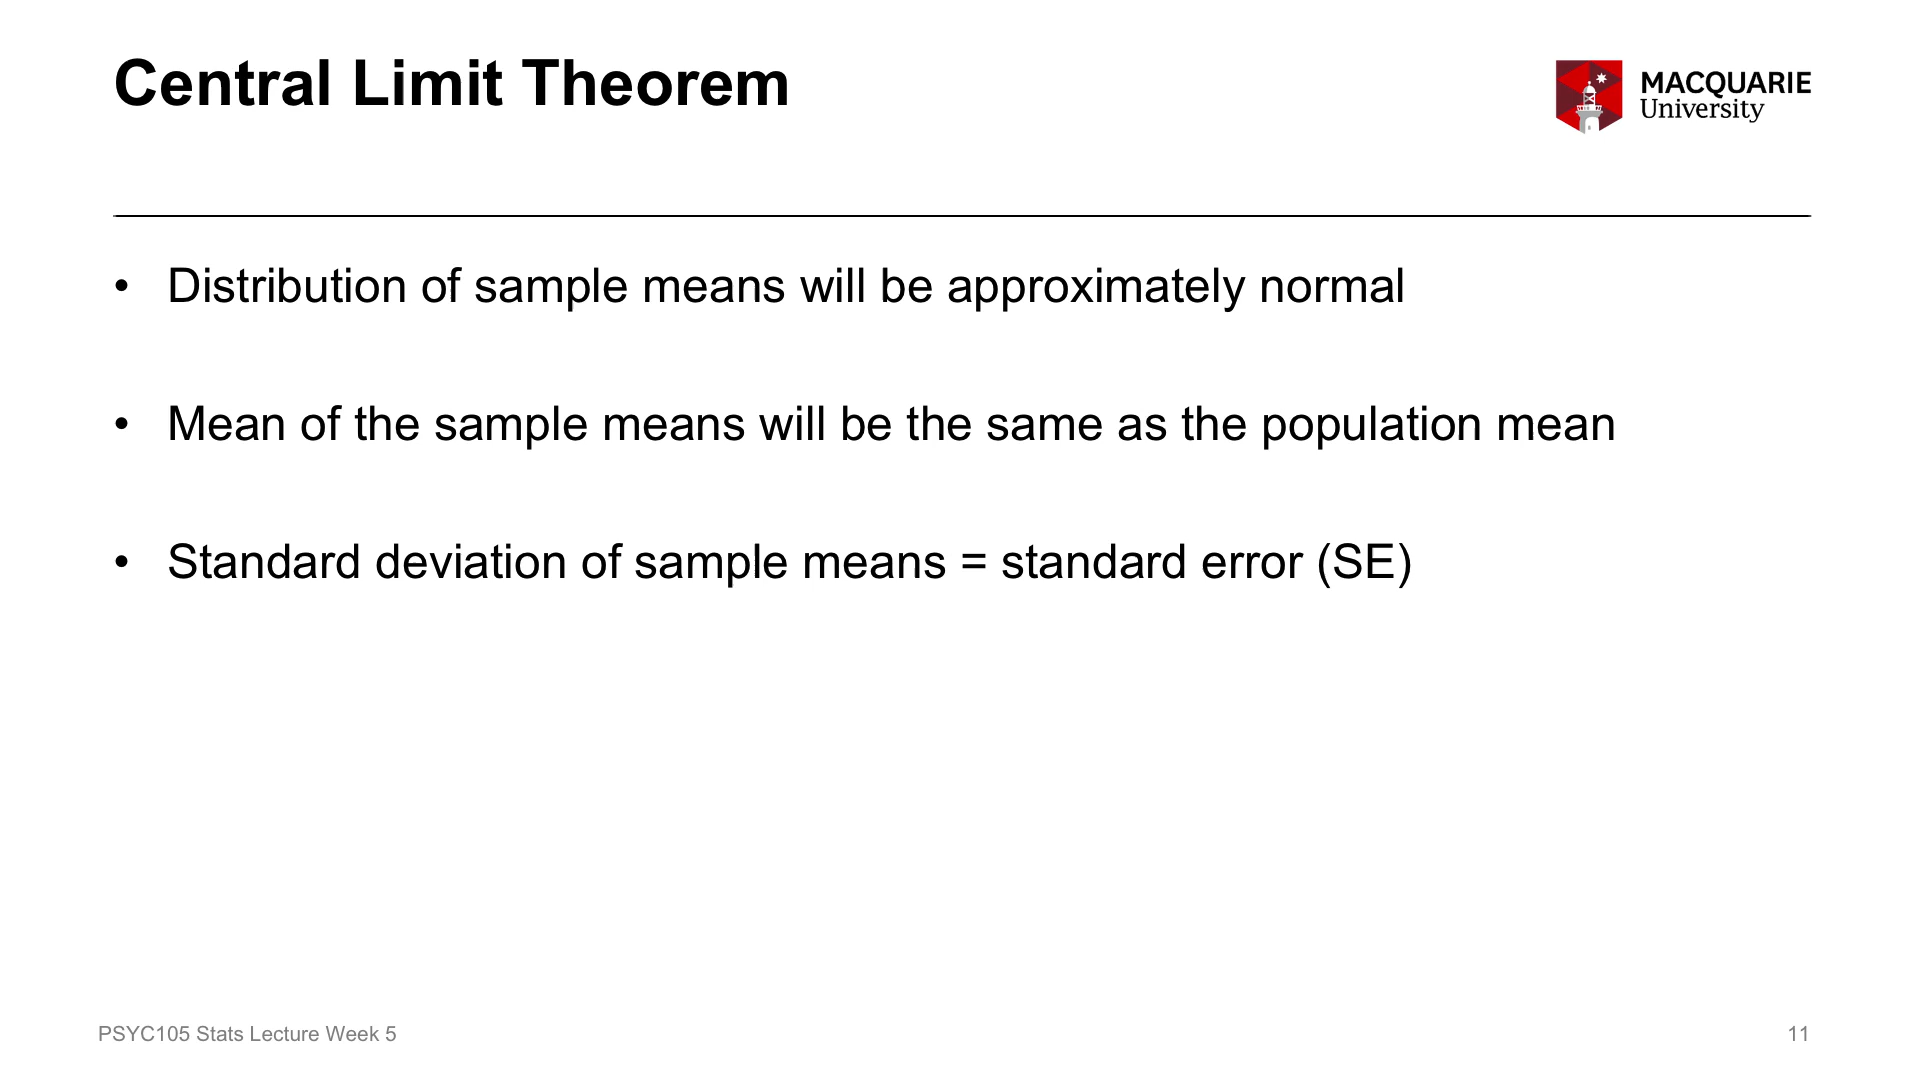 Central Limit Theorem
MACQUARIE
University
• Distribution of sample means will be approximately normal
• Mean of the sample means will be the same as the population mean
• Standard deviation of sample means = standard error (SE)
PSYC105 Stats Lecture Week 5
11